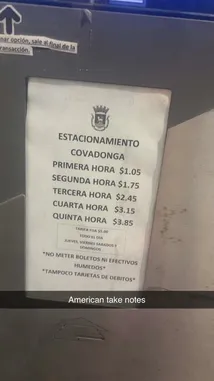 opción, sale al final de la
transacción.
ESTACIONAMIENTO
COVADONGA
PRIMERA HORA $1.05
SEGUNDA HORA $1.75
TERCERA HORA $2.45
CUARTA HORA $3.15
QUINTA HORA $3.85
*NO METER BOLETOS NI EFECTIVOS
HUMEDOS*
*TAMPOCO TARJETAS DE DEBITOS*
American take notes